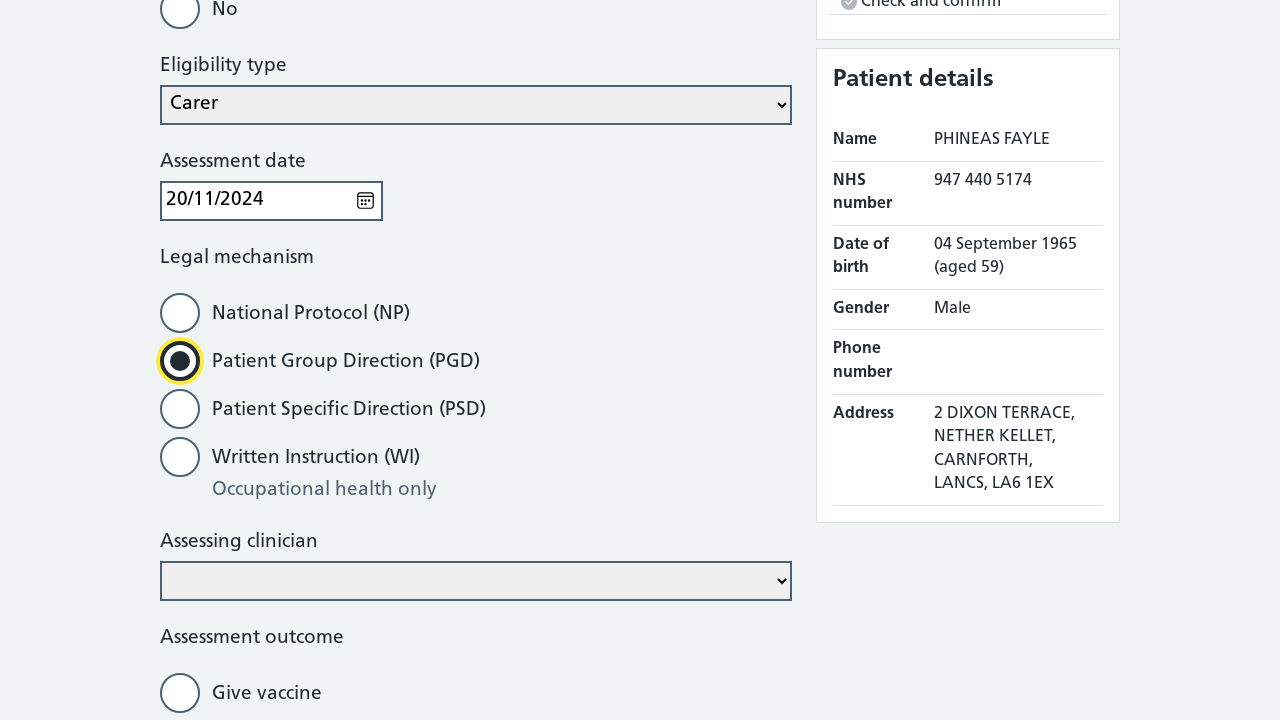 No
Eligibility type
Carer
Assessment date
20/11/2024
Legal mechanism
National Protocol (NP)
Patient Group Direction (PGD)
Patient Specific Direction (PSD)
Written Instruction (WI)
Occupational health only
Assessing clinician
Assessment outcome
Give vaccine
Check and confirm
Patient details
Name PHINEAS FAYLE
NHS 947 440 5174
number
Date of 04 September 1965
birth (aged 59)
Gender Male
Phone
number
Address 2 DIXON TERRACE,
NETHER KELLET,
CARNFORTH,
LANCS, LA6 1EX